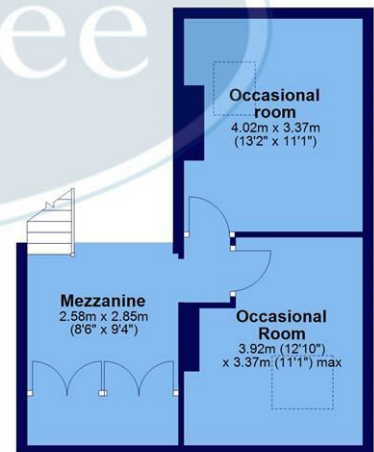 ee
Occasional
room
4.02m x 3.37m
(13'2" x 11'1")
Mezzanine
2.58m x 2.85m
(8'6" x 9'4")
Occasional
Room
3.92m (12'10")
x 3.37m (11'1") max